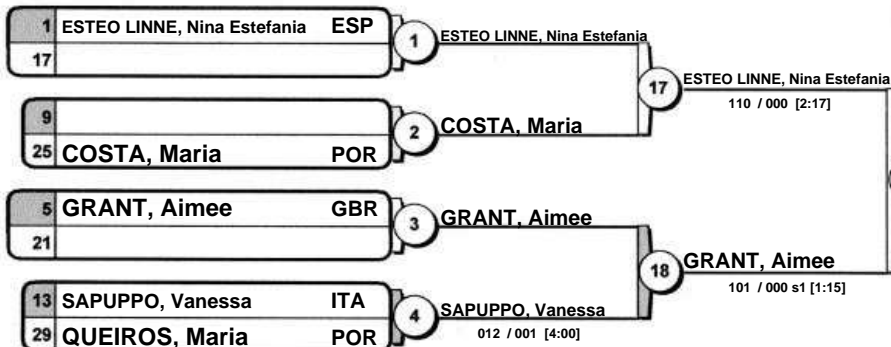 1 ESTEO LINNE, Nina Estefania ESP
17
1
ESTEO LINNE, Nina Estefania
9
25 COSTA, Maria POR
2
COSTA, Maria
17
ESTEO LINNE, Nina Estefania
110 / 000 [2:17]
5 GRANT, Aimee GBR
21
3
GRANT, Aimee
13 SAPUPPO, Vanessa ITA
29 QUEIROS, Maria POR
4
SAPUPPO, Vanessa
012 / 001 [4:00]
18
GRANT, Aimee
101 / 000 s1 [1:15]